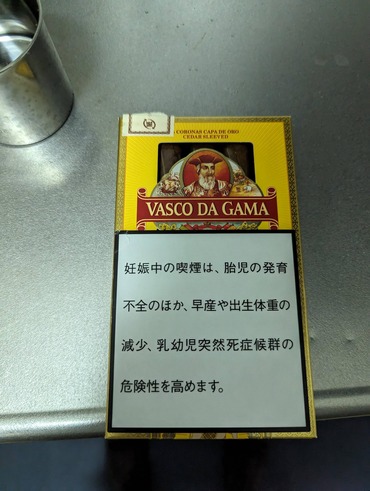 CORONAS CAPA DE ORO
CEDAR SLEEVED
VASCO DA GAMA
妊娠中の喫煙は、胎児の発育
不全のほか、早産や出生体重の
減少、乳幼児突然死症候群の
危険性を高めます。